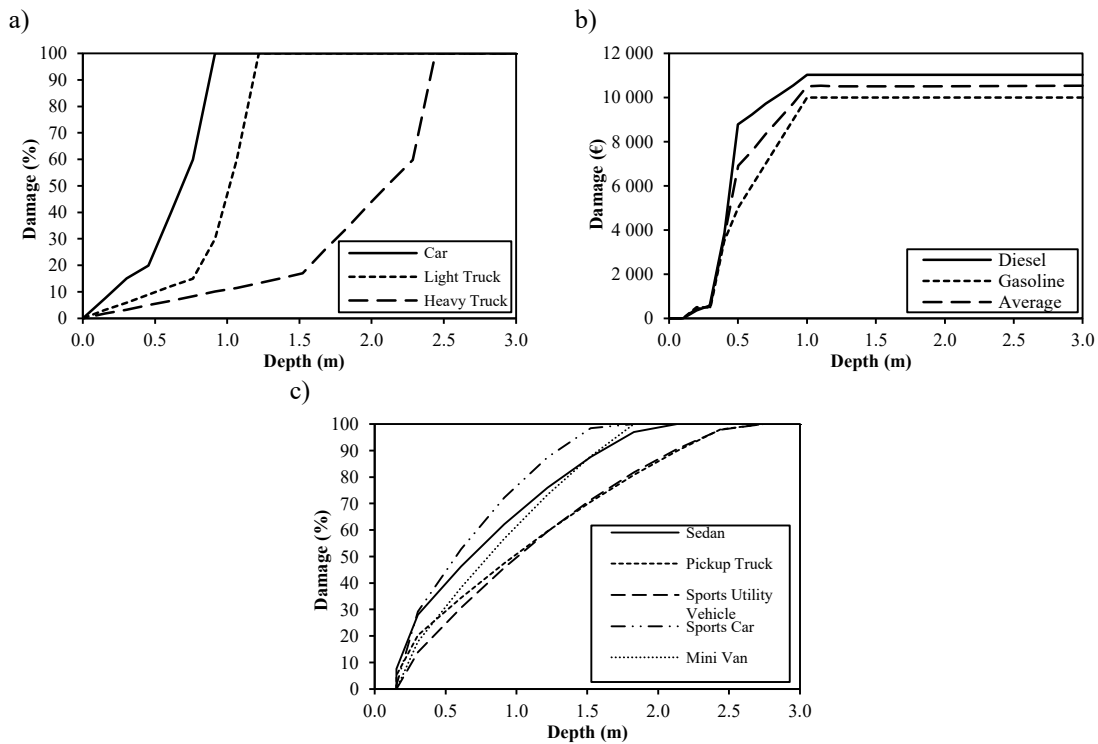 a)
100
90
80
70
60
50
40
30
20
10
0
Damage (%)
Car
Light Truck
Heavy Truck
0.0 0.5 1.0 1.5 2.0 2.5 3.0
Depth (m)
b)
12 000
10 000
8 000
6 000
4 000
2 000
0
Damage (€)
Diesel
Gasoline
Average
0.0 0.5 1.0 1.5 2.0 2.5 3.0
Depth (m)
c)
100
90
80
70
60
50
40
30
20
10
0
Damage (%)
Sedan
Pickup Truck
Sports Utility
Vehicle
Sports Car
Mini Van
0.0 0.5 1.0 1.5 2.0 2.5 3.0
Depth (m)